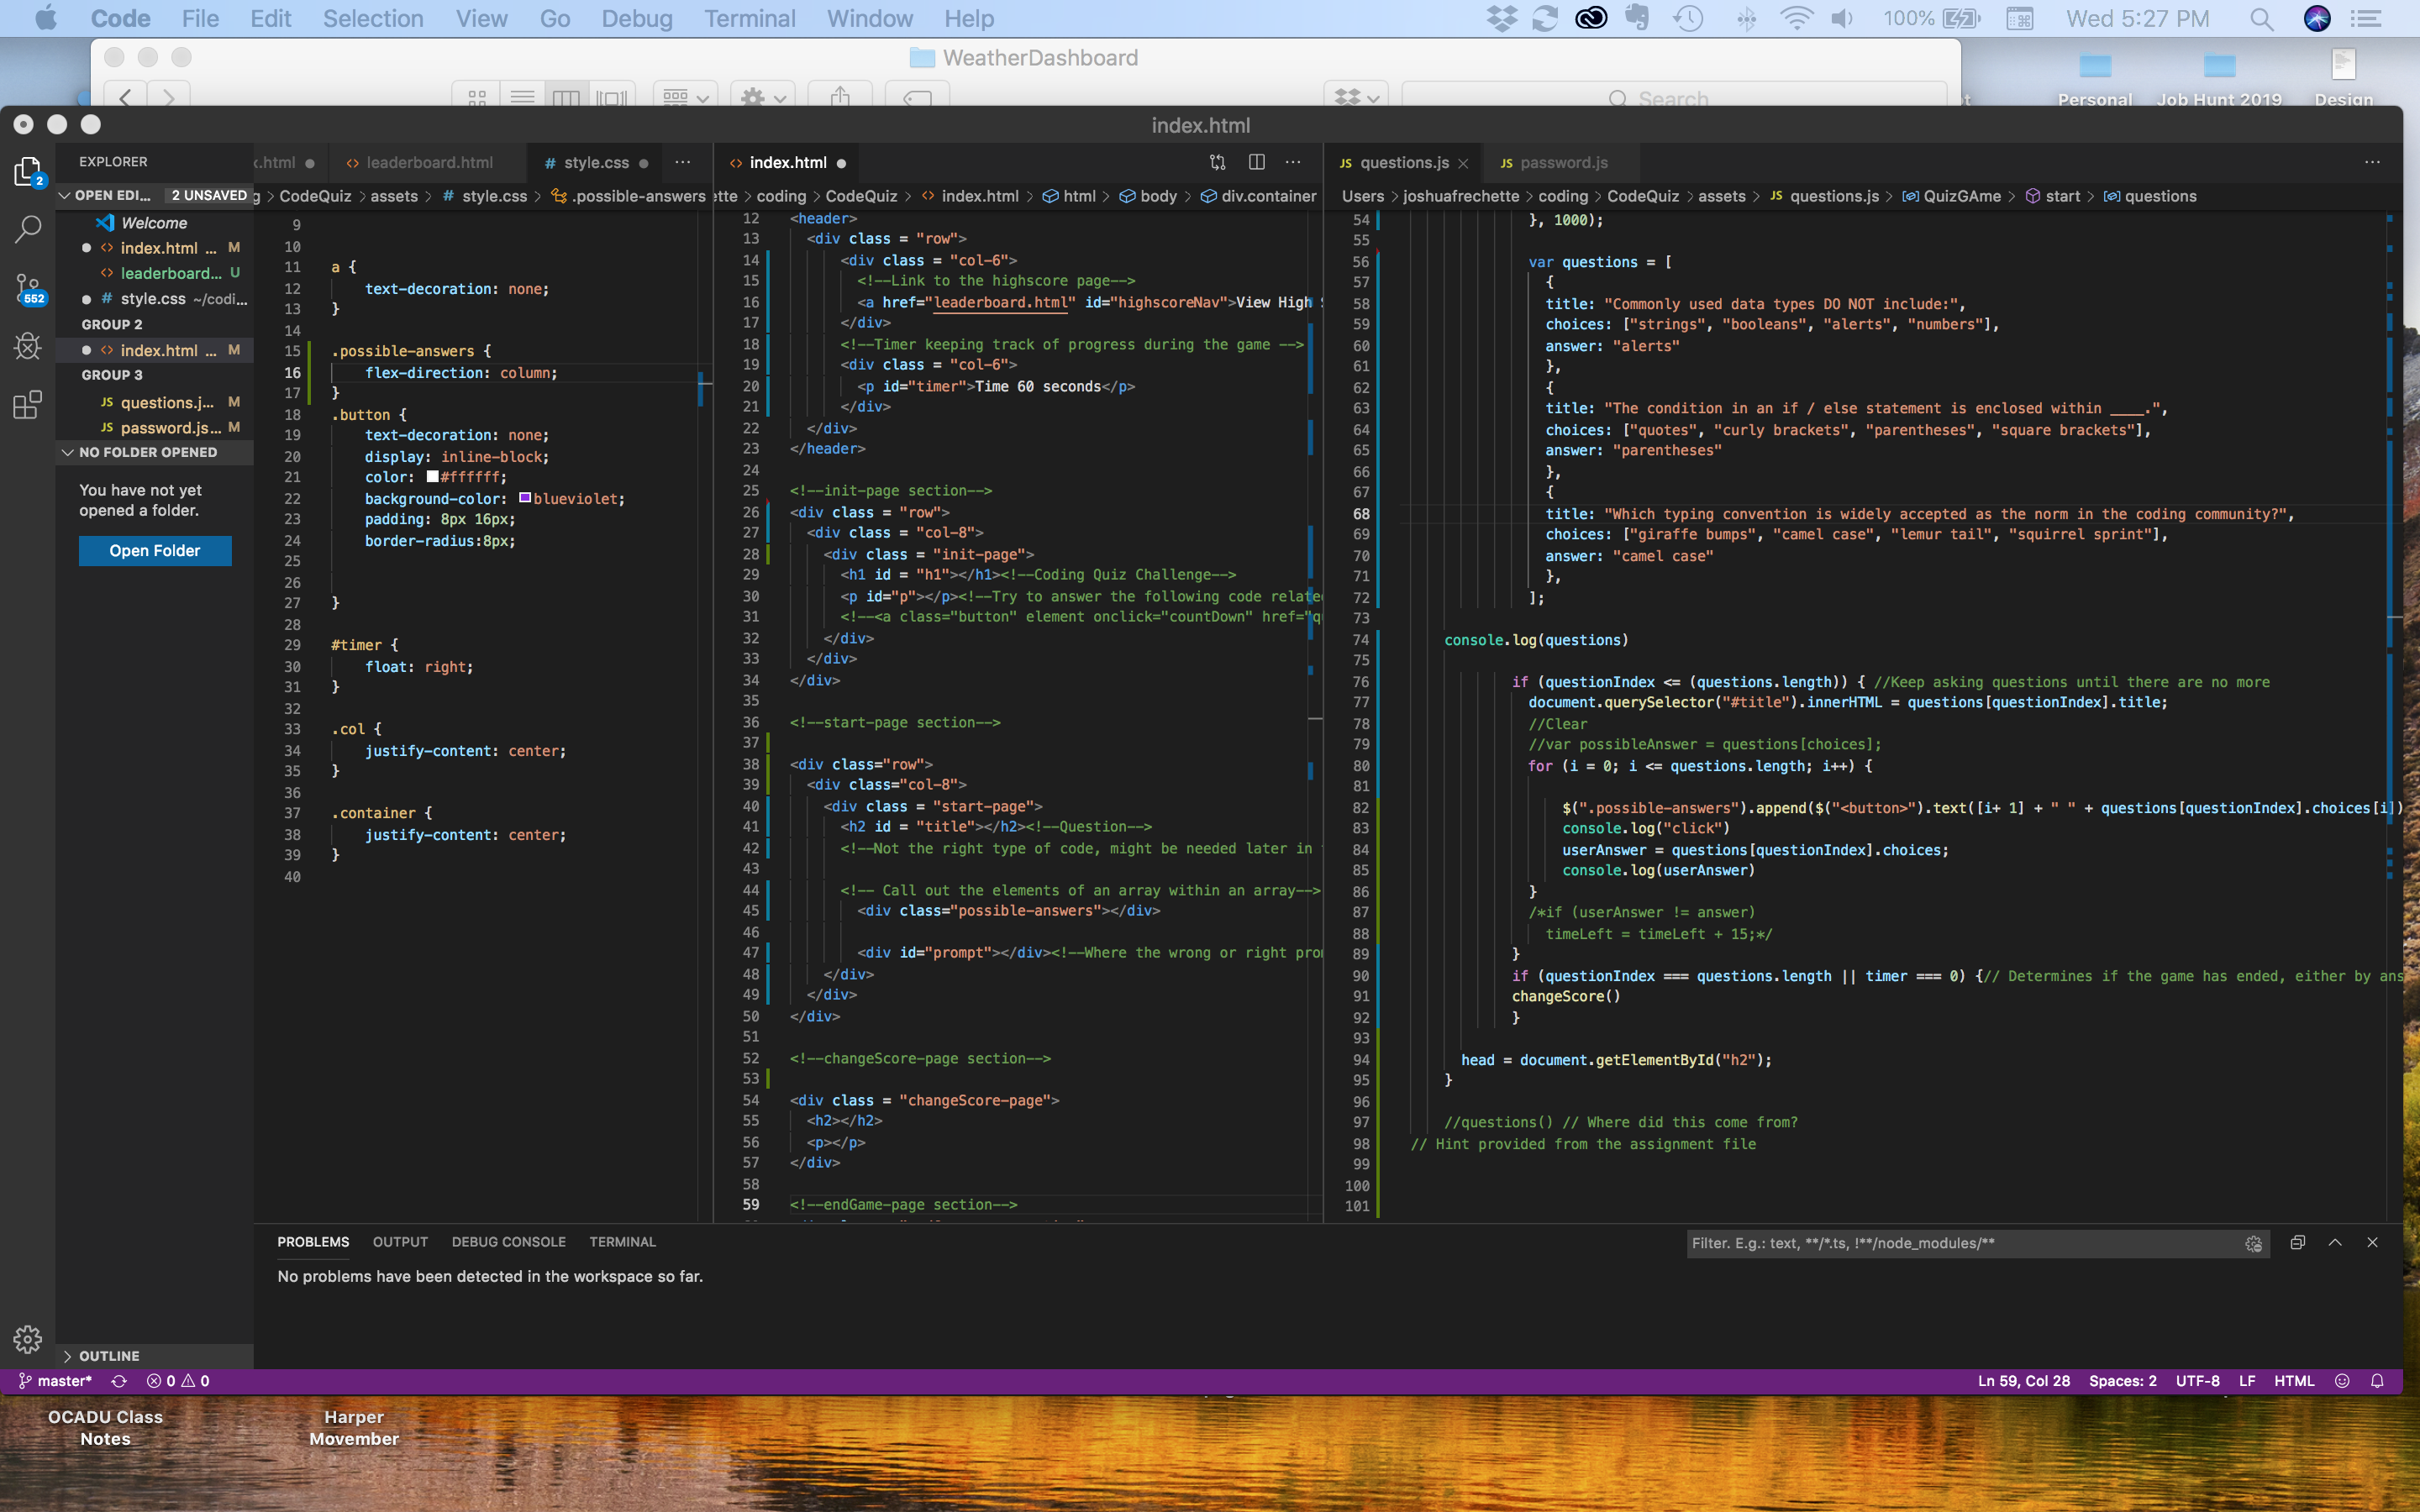 Code File Edit Selection View Go Debug Terminal Window Help 100% Wed 5:27 PM
WeatherDashboard
Search
Personal Job Hunt 2019 Design
index.html
EXPLORER
OPEN EDI... 2 UNSAVED
Welcome
index.html ... M
leaderboard... U
style.css ~/codi...
GROUP 2
index.html ... M
GROUP 3
JS questions.j... M
JS password.js... M
NO FOLDER OPENED
You have not yet
opened a folder.
Open Folder
OUTLINE
2
552
.html leaderboard.html # style.css ...
CodeQuiz > assets > # style.css > .possible-answers
9
10
11 a {
12 text-decoration: none;
13 }
14
15 .possible-answers {
16 flex-direction: column;
17 }
18 .button {
19 text-decoration: none;
20 display: inline-block;
21 color: #ffffff;
22 background-color: blueviolet;
23 padding: 8px 16px;
24 border-radius:8px;
25
26
27 }
28
29 #timer {
30 float: right;
31 }
32
33 .col {
34 justify-content: center;
35 }
36
37 .container {
38 justify-content: center;
39 }
40
<> index.html ...
tte > coding > CodeQuiz > <> index.html > html > body > div.container
12 <header>
13 <div class = "row">
14 <div class = "col-6">
15 <!--Link to the highscore page-->
16 <a href="leaderboard.html" id="highscoreNav">View High
17 </div>
18 <!--Timer keeping track of progress during the game -->
19 <div class = "col-6">
20 <p id="timer">Time 60 seconds</p>
21 </div>
22 </div>
23 </header>
24
25 <!--init-page section-->
26 <div class = "row">
27 <div class = "col-8">
28 <div class = "init-page">
29 <h1 id = "h1"></h1><!--Coding Quiz Challenge-->
30 <p id="p"></p><!--Try to answer the following code relate
31 <!--<a class="button" element onclick="countDown" href="q
32 </div>
33 </div>
34 </div>
35
36 <!--start-page section-->
37
38 <div class="row">
39 <div class="col-8">
40 <div class = "start-page">
41 <h2 id = "title"></h2><!--Question-->
42 <!--Not the right type of code, might be needed later in
43
44 <!-- Call out the elements of an array within an array-->
45 <div class="possible-answers"></div>
46
47 <div id="prompt"></div><!--Where the wrong or right pro
48 </div>
49 </div>
50 </div>
51
52 <!--changeScore-page section-->
53
54 <div class = "changeScore-page">
55 <h2></h2>
56 <p></p>
57 </div>
58
59 <!--endGame-page section-->
JS questions.js JS password.js ...
Users > joshuafrechette > coding > CodeQuiz > assets > JS questions.js > QuizGAme > start > questions
54 }, 1000);
55
56 var questions = [
57 {
58 title: "Commonly used data types DO NOT include:",
59 choices: ["strings", "booleans", "alerts", "numbers"],
60 answer: "alerts"
61 },
62 {
63 title: "The condition in an if / else statement is enclosed within ____.",
64 choices: ["quotes", "curly brackets", "parentheses", "square brackets"],
65 answer: "parentheses"
66 },
67 {
68 title: "Which typing convention is widely accepted as the norm in the coding community?",
69 choices: ["giraffe bumps", "camel case", "lemur tail", "squirrel sprint"],
70 answer: "camel case"
71 },
72 ];
73
74 console.log(questions)
75
76 if (questionIndex <= (questions.length)) { //Keep asking questions until there are no more
77 document.querySelector("#title").innerHTML = questions[questionIndex].title;
78 //Clear
79 //var possibleAnswer = questions[choices];
80 for (i = 0; i <= questions.length; i++) {
81
82 $(".possible-answers").append($("<button>").text([i+ 1] + " " + questions[questionIndex].choices[i])
83 console.log("click")
84 userAnswer = questions[questionIndex].choices;
85 console.log(userAnswer)
86 }
87 /*if (userAnswer != answer)
88 timeLeft = timeLeft + 15;*/
89 }
90 if (questionIndex === questions.length || timer === 0) {// Determines if the game has ended, either by ans
91 changeScore()
92 }
93
94 head = document.getElementById("h2");
95 }
96
97 //questions() // Where did this come from?
98 // Hint provided from the assignment file
99
100
101
PROBLEMS OUTPUT DEBUG CONSOLE TERMINAL
Filter. E.g.: text, **/*.ts, !**/node_modules/**
No problems have been detected in the workspace so far.
master* 0 0 Ln 59, Col 28 Spaces: 2 UTF-8 LF HTML
OCADU Class
Notes
Harper
Movember